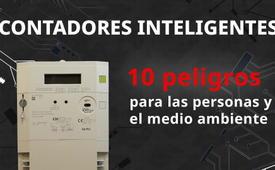 CONTADORES INTELIGENTES
10 peligros
para las personas y
el medio ambiente